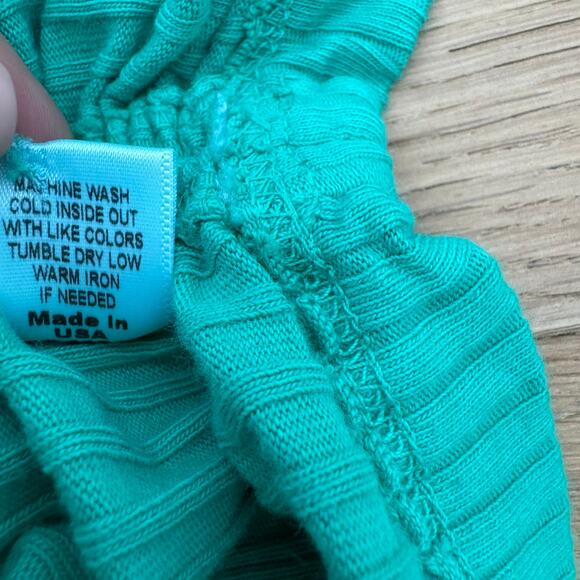 MACHINE WASH
COLD INSIDE OUT
WITH LIKE COLORS
TUMBLE DRY LOW
WARM IRON
IF NEEDED
Made In
USA